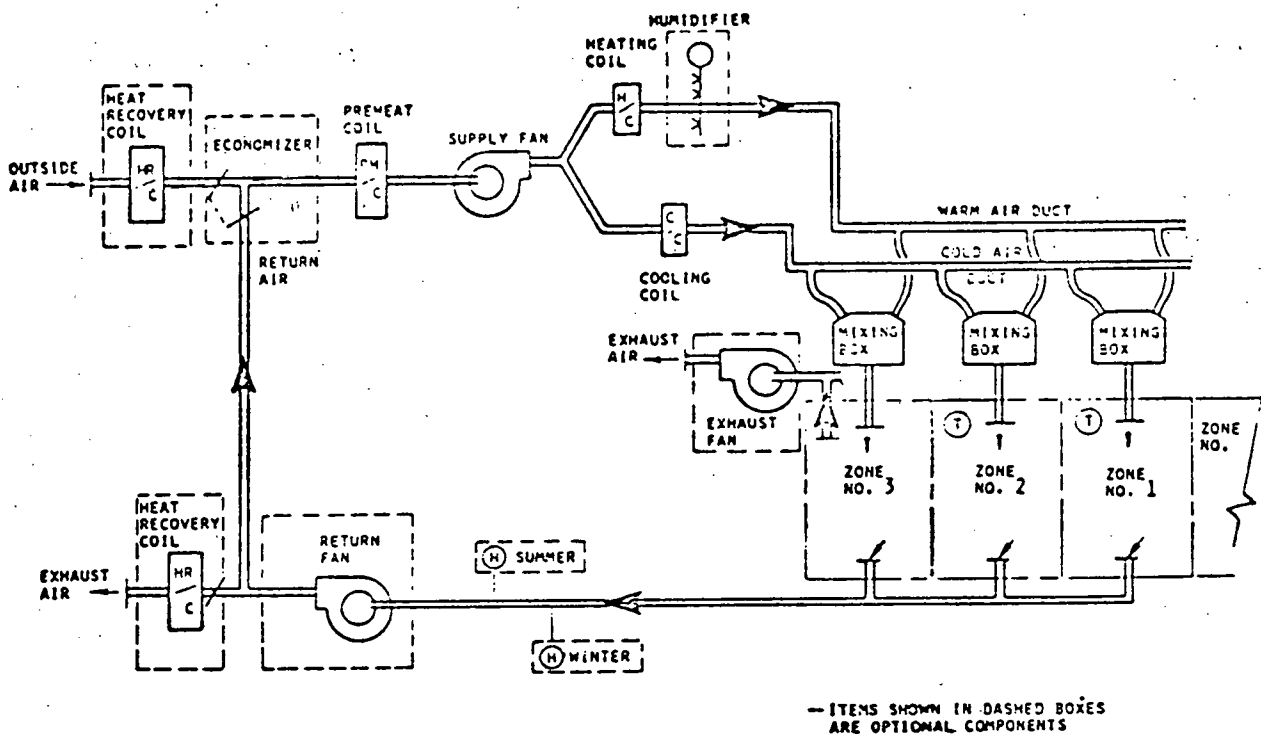 HUMIDIFIER
HEATING
COIL
HEAT
RECOVERY
COIL
PREHEAT
COIL
ECONOMIZER
SUPPLY FAN
OUTSIDE
AIR
HR
C
H
C
C
C
C
WARM AIR DUCT
COLD AIR
DUCT
RETURN
AIR
COOLING
COIL
MIXING
BOX
MIXING
BOX
MIXING
BOX
EXHAUST
AIR
EXHAUST
FAN
T
T
ZONE
NO. 3
ZONE
NO. 2
ZONE
NO. 1
ZONE
NO.
HEAT
RECOVERY
COIL
RETURN
FAN
H SUMMER
EXHAUST
AIR
HR
C
H WINTER
— ITEMS SHOWN IN DASHED BOXES
ARE OPTIONAL COMPONENTS